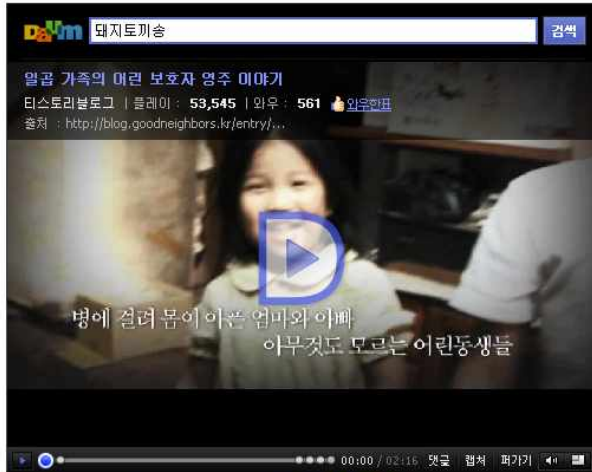 Daum 돼지토끼송 검색
일곱 가족의 어린 보호자 영주 이야기
티스토리블로그 | 플레이 : 53,545 | 와우 : 561 와우한표
출처 : http://blog.goodneighbors.kr/entry/...
병에 걸려 몸이 아픈 엄마와 아빠
아무것도 모르는 어린동생들
00:00 / 02:16 댓글 캡처 퍼가기